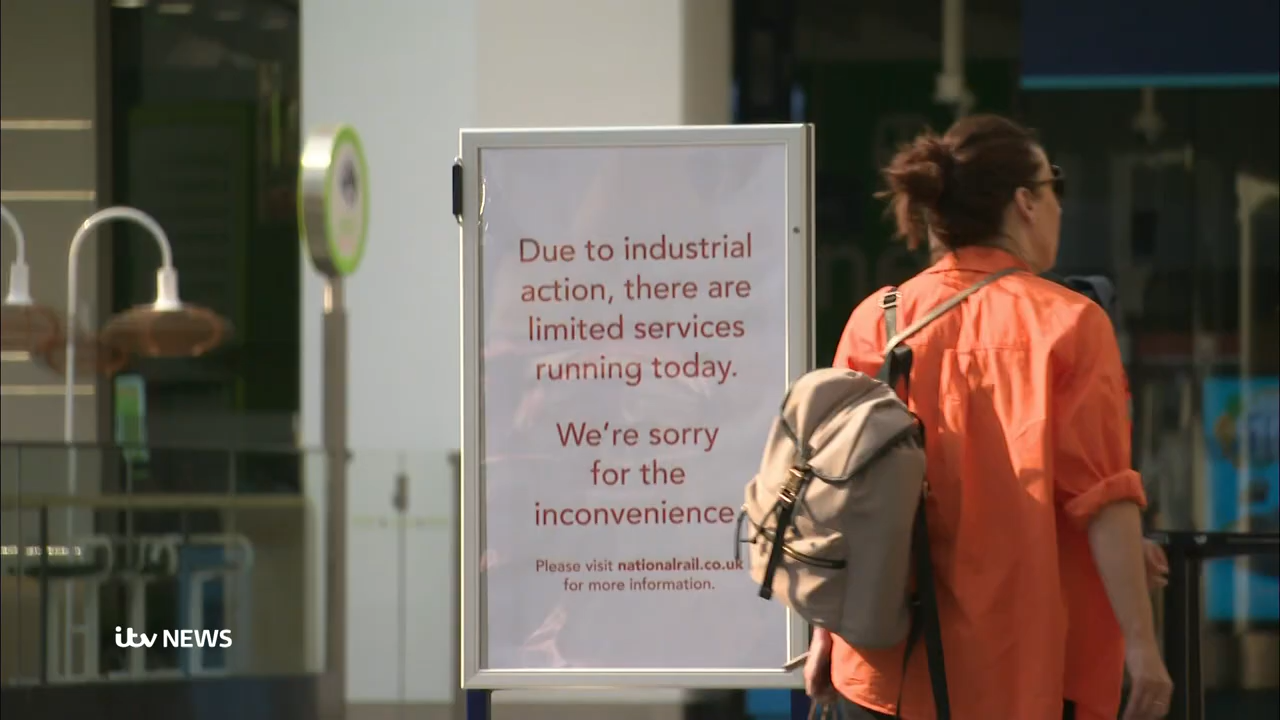 Due to industrial
action, there are
limited services
running today.
We're sorry
for the
inconvenience
Please visit nationalrail.co.uk
for more information.
itv NEWS